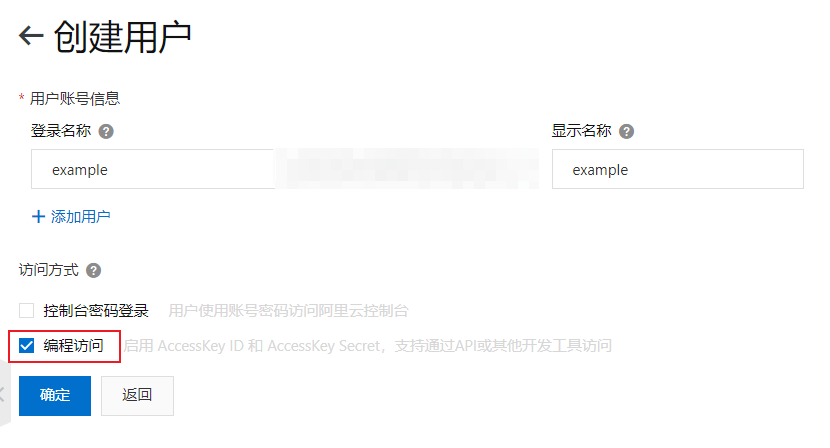 创建用户
* 用户账号信息
登录名称 ? 显示名称 ?
example example
+ 添加用户
访问方式 ?
控制台密码登录 用户使用账号密码访问阿里云控制台
编程访问 启用 AccessKey ID 和 AccessKey Secret，支持通过API或其他开发工具访问
确定 返回